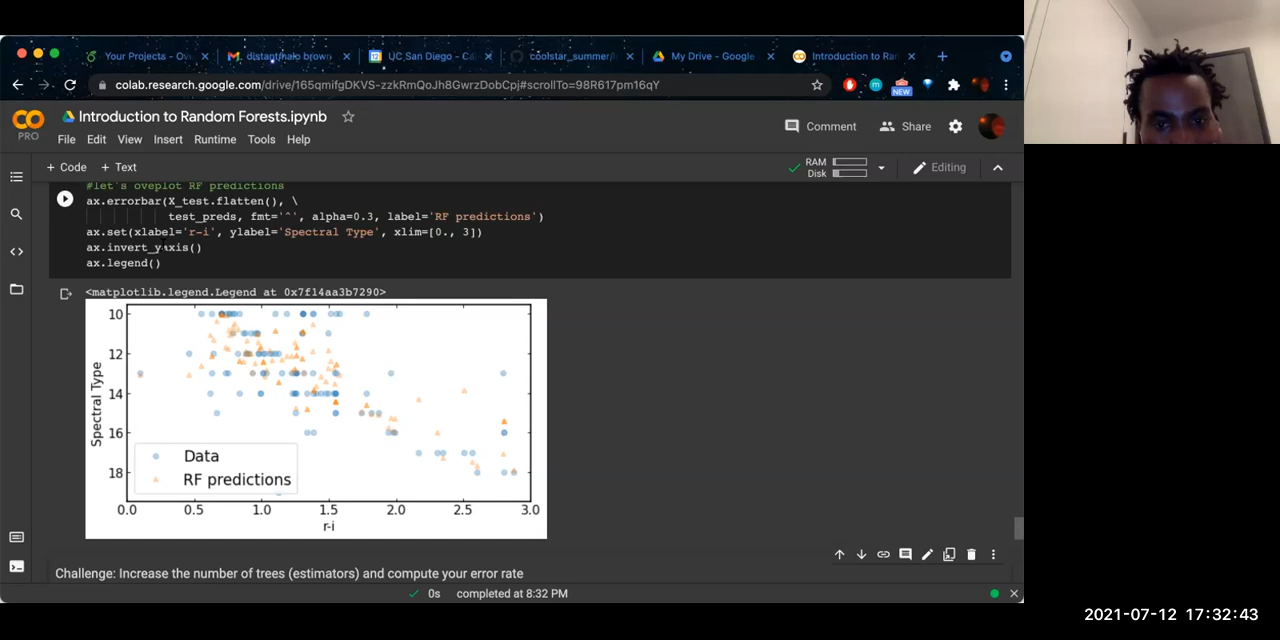 Your Projects - Ove
distanthalo brown
UC San Diego - Ca
coolstar_summer/
My Drive - Google
Introduction to Ran
colab.research.google.com/drive/165qmifgDKVS-zzkRmQoJh8GwrzDobCpj#scrollTo=98R617pm16qY
NEW
PRO
Introduction to Random Forests.ipynb
File Edit View Insert Runtime Tools Help
Comment
Share
+ Code + Text
RAM
Disk
Editing
#let's oveplot RF predictions
ax.errorbar(X_test.flatten(), \
test_preds, fmt='^', alpha=0.3, label='RF predictions')
ax.set(xlabel='r-i', ylabel='Spectral Type', xlim=[0., 3])
ax.invert_yaxis()
ax.legend()
<matplotlib.legend.Legend at 0x7f14aa3b7290>
10
12
14
16
18
Spectral Type
Data
RF predictions
0.0 0.5 1.0 1.5 2.0 2.5 3.0
r-i
Challenge: Increase the number of trees (estimators) and compute your error rate
0s completed at 8:32 PM
2021-07-12 17:32:43